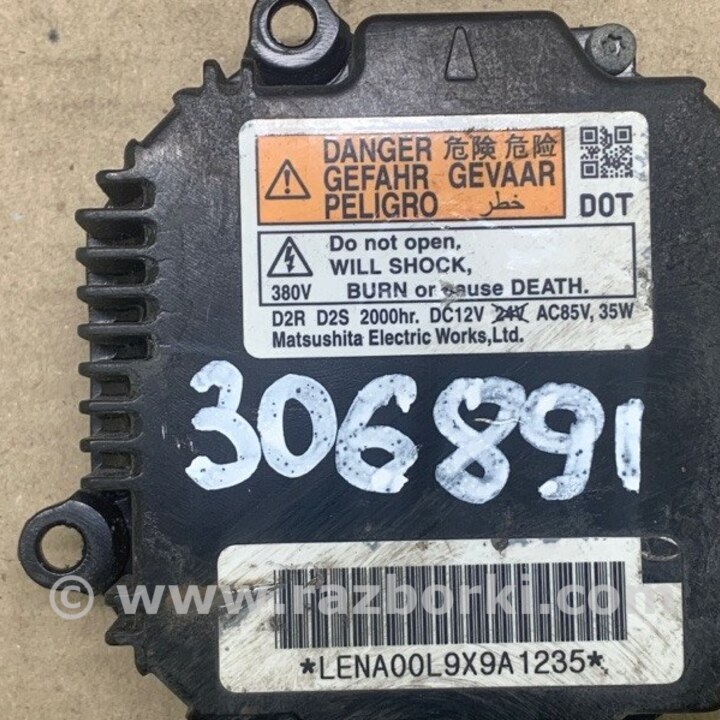 DANGER 危険 危险
GEFAHR GEVAAR
PELIGRO خطر
DOT
Do not open,
WILL SHOCK,
380V BURN or cause DEATH.
D2R D2S 2000hr. DC12V 24V AC85V, 35W
Matsushita Electric Works,Ltd.
306891
© www.razborki.com
*LENA00L9X9A1235*